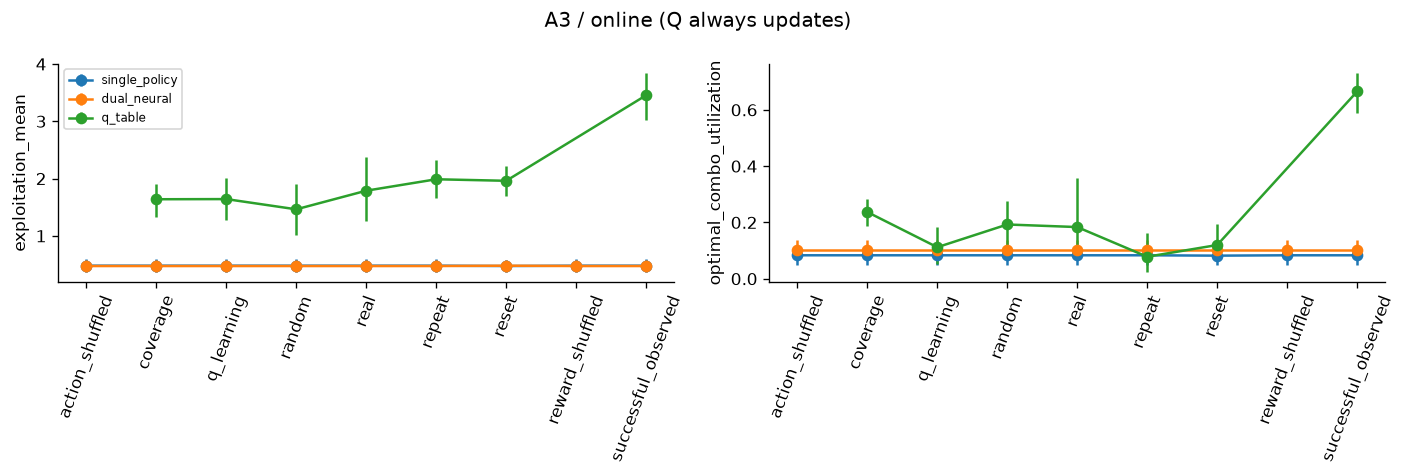 A3 / online (Q always updates)
exploitation_mean
4
3
2
1
single_policy
dual_neural
q_table
action_shuffled
coverage
q_learning
random
real
repeat
reset
reward_shuffled
successful_observed
optimal_combo_utilization
0.6
0.4
0.2
0.0
action_shuffled
coverage
q_learning
random
real
repeat
reset
reward_shuffled
successful_observed